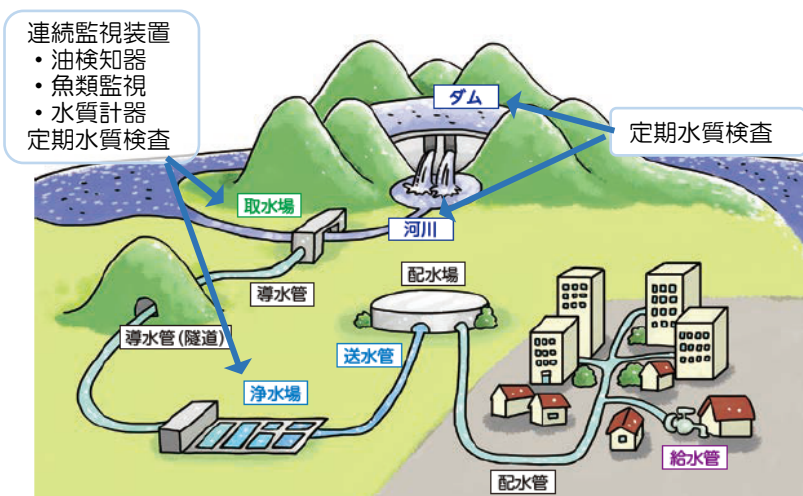 連続監視装置
・油検知器
・魚類監視
・水質計器
定期水質検査
ダム
定期水質検査
取水場
河川
配水場
導水管
導水管(隧道)
送水管
浄水場
給水管
配水管